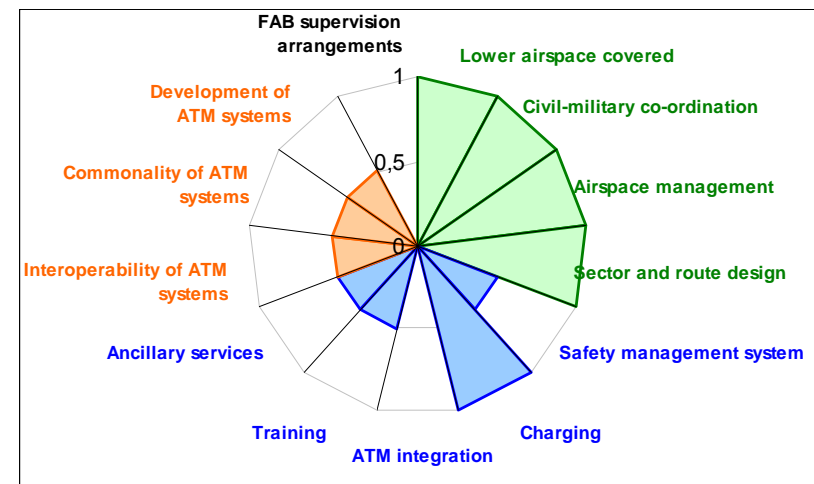 FAB supervision
arrangements
Lower airspace covered
Development of
ATM systems
1
Civil-military co-ordination
Commonality of ATM
systems
0,5
Airspace management
0
Interoperability of ATM
systems
Sector and route design
Ancillary services
Safety management system
Training
Charging
ATM integration